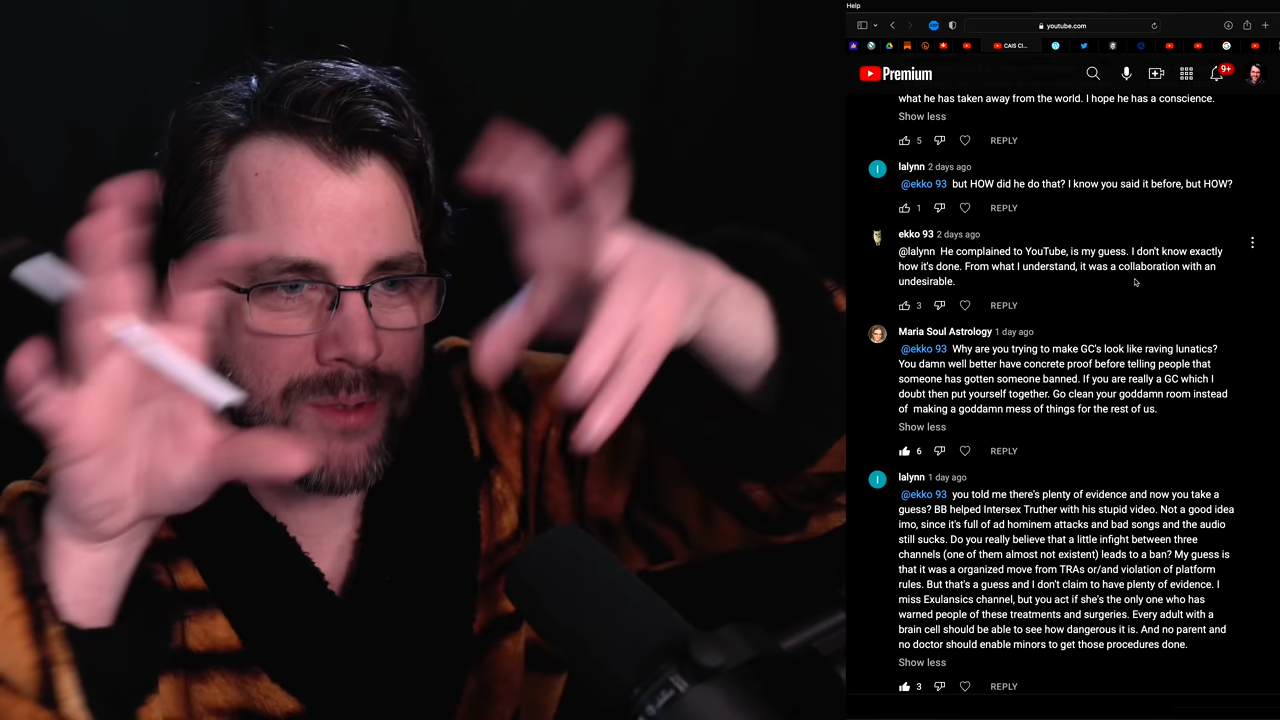 Help
youtube.com
CAIS Cl...
Premium
9+
what he has taken away from the world. I hope he has a conscience.
Show less
5
REPLY
lalynn 2 days ago
@ekko 93 but HOW did he do that? I know you said it before, but HOW?
1
REPLY
ekko 93 2 days ago
@lalynn He complained to YouTube, is my guess. I don't know exactly
how it's done. From what I understand, it was a collaboration with an
undesirable.
3
REPLY
Maria Soul Astrology 1 day ago
@ekko 93 Why are you trying to make GC's look like raving lunatics?
You damn well better have concrete proof before telling people that
someone has gotten someone banned. If you are really a GC which I
doubt then put yourself together. Go clean your goddamn room instead
of making a goddamn mess of things for the rest of us.
Show less
6
REPLY
l
lalynn 1 day ago
@ekko 93 you told me there's plenty of evidence and now you take a
guess? BB helped Intersex Truther with his stupid video. Not a good idea
imo, since it's full of ad hominem attacks and bad songs and the audio
still sucks. Do you really believe that a little infight between three
channels (one of them almost not existent) leads to a ban? My guess is
that it was a organized move from TRAs or/and violation of platform
rules. But that's a guess and I don't claim to have plenty of evidence. I
miss Exulansics channel, but you act if she's the only one who has
warned people of these treatments and surgeries. Every adult with a
brain cell should be able to see how dangerous it is. And no parent and
no doctor should enable minors to get those procedures done.
Show less
3
REPLY